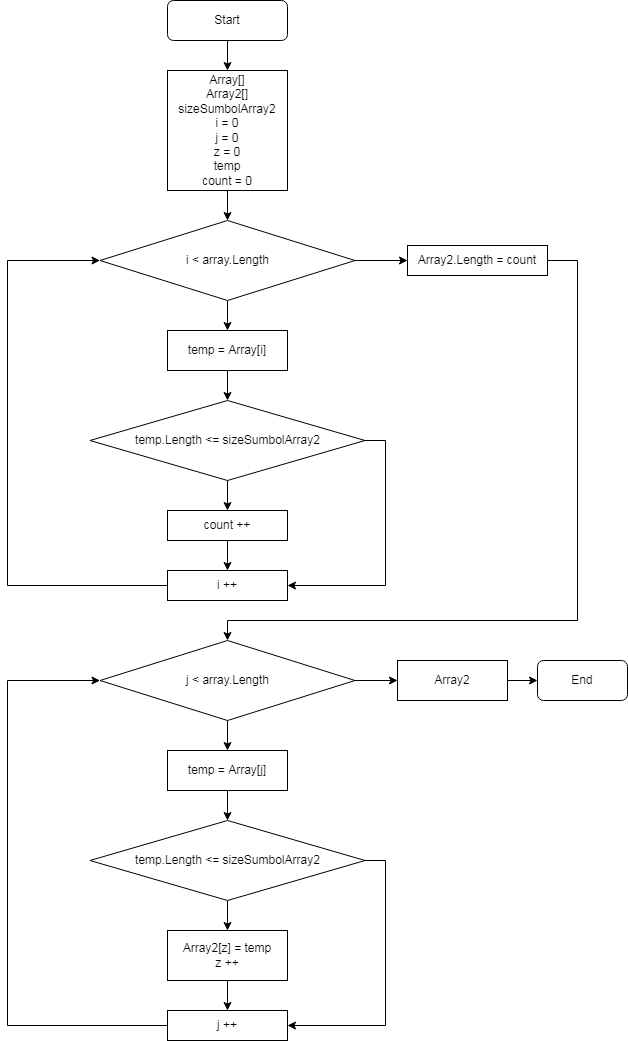 Start
Array[]
Array2[]
sizeSumbolArray2
i = 0
j = 0
z = 0
temp
count = 0
i < array.Length
Array2.Length = count
temp = Array[i]
temp.Length <= sizeSumbolArray2
count ++
i ++
j < array.Length
Array2
End
temp = Array[j]
temp.Length <= sizeSumbolArray2
Array2[z] = temp
z ++
j ++